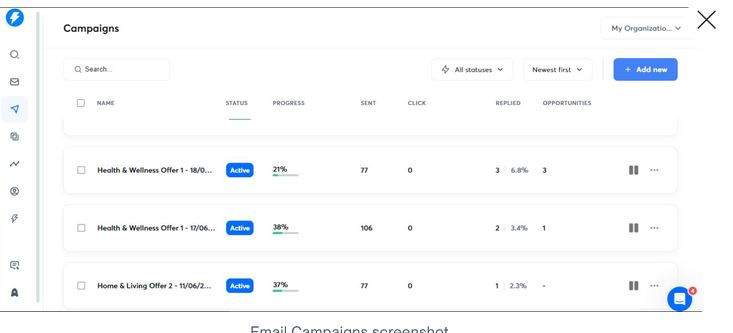 Campaigns
My Organizatio...
Search...
All statuses
Newest first
+ Add new
NAME STATUS PROGRESS SENT CLICK REPLIED OPPORTUNITIES
Health & Wellness Offer 1 - 18/0... Active 21% 77 0 3 | 6.8% 3
Health & Wellness Offer 1 - 17/06... Active 38% 106 0 2 | 3.4% 1
Home & Living Offer 2 - 11/06/2... Active 37% 77 0 1 | 2.3% -
4
Email Campaigns screenshot